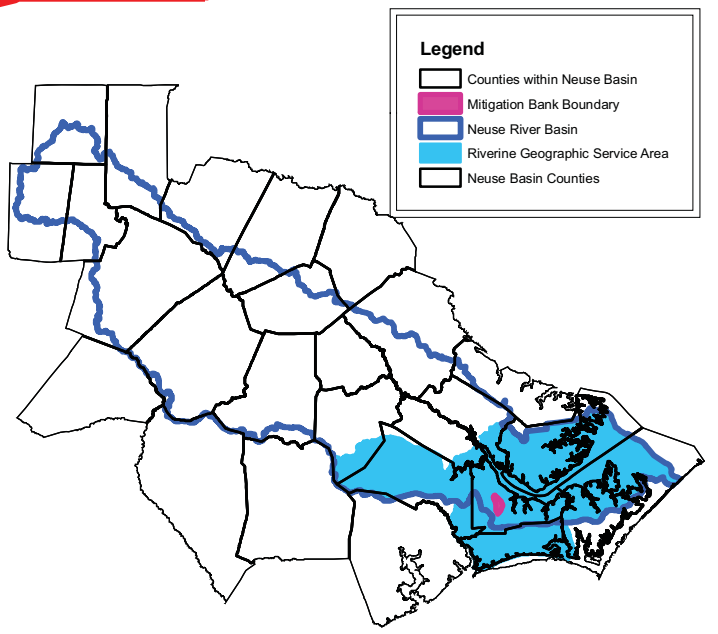 Legend
Counties within Neuse Basin
Mitigation Bank Boundary
Neuse River Basin
Riverine Geographic Service Area
Neuse Basin Counties